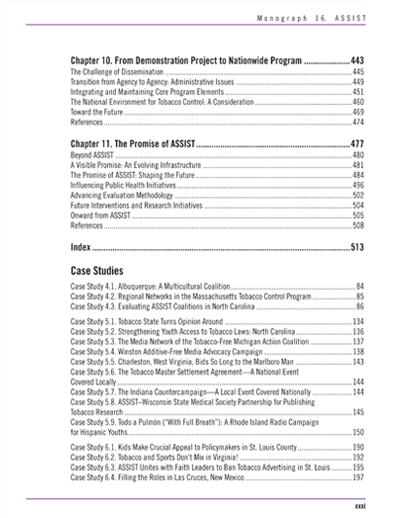 Monograph 16. ASSIST
Chapter 10. From Demonstration Project to Nationwide Program ......................443
The Challenge of Dissemination ..........................445
Transition from Agency to Agency: Administrative Issues ..........................449
Integrating and Maintaining Core Program Elements ..........................451
The National Environment for Tobacco Control: A Consideration ..........................460
Toward the Future ..........................469
References ..........................474
Chapter 11. The Promise of ASSIST ..........................477
Beyond ASSIST ..........................480
A Visible Promise: An Evolving Infrastructure ..........................481
The Promise of ASSIST: Shaping the Future ..........................484
Influencing Public Health Initiatives ..........................496
Advancing Evaluation Methodology ..........................502
Future Interventions and Research Initiatives ..........................504
Onward from ASSIST ..........................505
References ..........................508
Index ..........................513
Case Studies
Case Study 4.1. Albuquerque: A Multicultural Coalition ..........................84
Case Study 4.2. Regional Networks in the Massachusetts Tobacco Control Program ..........................85
Case Study 4.3. Evaluating ASSIST Coalitions in North Carolina ..........................86
Case Study 5.1. Tobacco State Turns Opinion Around ..........................134
Case Study 5.2. Strengthening Youth Access to Tobacco Laws: North Carolina ..........................136
Case Study 5.3. The Media Network of the Tobacco-Free Michigan Action Coalition ..........................137
Case Study 5.4. Winston Additive-Free Media Advocacy Campaign ..........................138
Case Study 5.5. Charleston, West Virginia, Bids So Long to the Marlboro Man ..........................143
Case Study 5.6. The Tobacco Master Settlement Agreement—A National Event
Covered Locally ..........................144
Case Study 5.7. The Indiana Countercampaign—A Local Event Covered Nationally ..........................144
Case Study 5.8. ASSIST–Wisconsin State Medical Society Partnership for Publishing
Tobacco Research ..........................145
Case Study 5.9. Todo a Pulmón ("With Full Breath"): A Rhode Island Radio Campaign
for Hispanic Youths ..........................150
Case Study 6.1. Kids Make Crucial Appeal to Policymakers in St. Louis County ..........................190
Case Study 6.2. Tobacco and Sports Don't Mix in Virginia! ..........................192
Case Study 6.3. ASSIST Unites with Faith Leaders to Ban Tobacco Advertising in St. Louis ..........................195
Case Study 6.4. Filling the Roles in Las Cruces, New Mexico ..........................197
xxxi